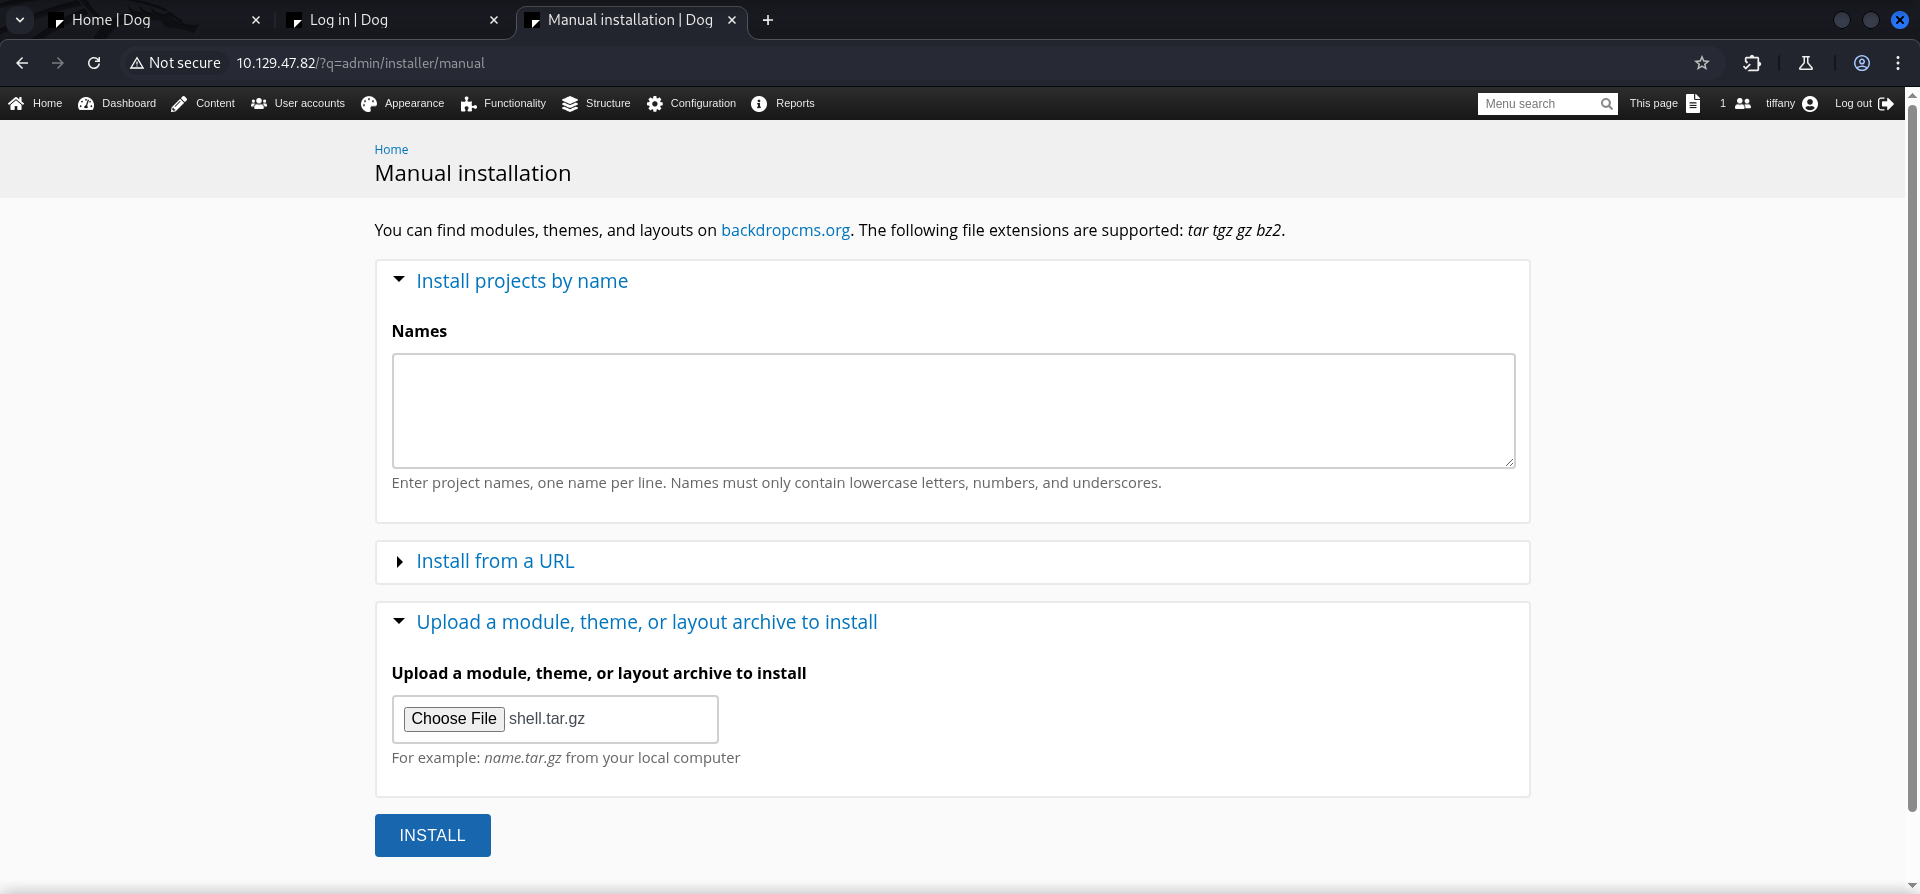 Home | Dog
Log in | Dog
Manual installation | Dog
Not secure 10.129.47.82/?q=admin/installer/manual
Home Dashboard Content User accounts Appearance Functionality Structure Configuration Reports Menu search This page 1 tiffany Log out
Home
Manual installation
You can find modules, themes, and layouts on backdropcms.org. The following file extensions are supported: tar tgz gz bz2.
Install projects by name
Names
Enter project names, one name per line. Names must only contain lowercase letters, numbers, and underscores.
Install from a URL
Upload a module, theme, or layout archive to install
Upload a module, theme, or layout archive to install
Choose File shell.tar.gz
For example: name.tar.gz from your local computer
INSTALL